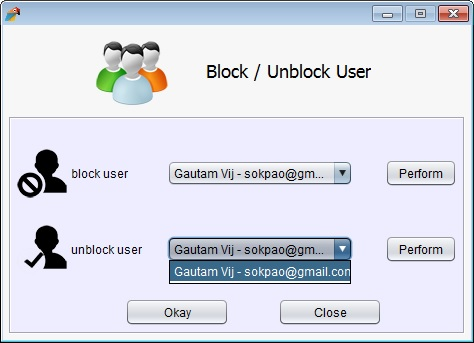 Block / Unblock User
block user
Gautam Vij - sokpao@gm...
Perform
unblock user
Gautam Vij - sokpao@gm...
Perform
Gautam Vij - sokpao@gmail.com
Okay
Close